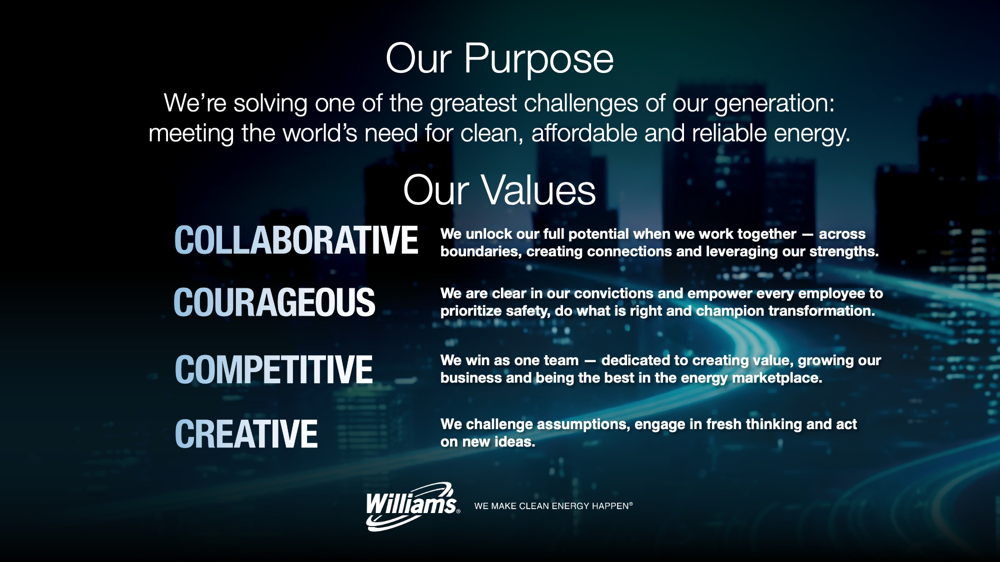 Our Purpose
We’re solving one of the greatest challenges of our generation:
meeting the world’s need for clean, affordable and reliable energy.
Our Values
COLLABORATIVE
We unlock our full potential when we work together — across
boundaries, creating connections and leveraging our strengths.
COURAGEOUS
We are clear in our convictions and empower every employee to
prioritize safety, do what is right and champion transformation.
COMPETITIVE
We win as one team — dedicated to creating value, growing our
business and being the best in the energy marketplace.
CREATIVE
We challenge assumptions, engage in fresh thinking and act
on new ideas.
Williams®
WE MAKE CLEAN ENERGY HAPPEN®